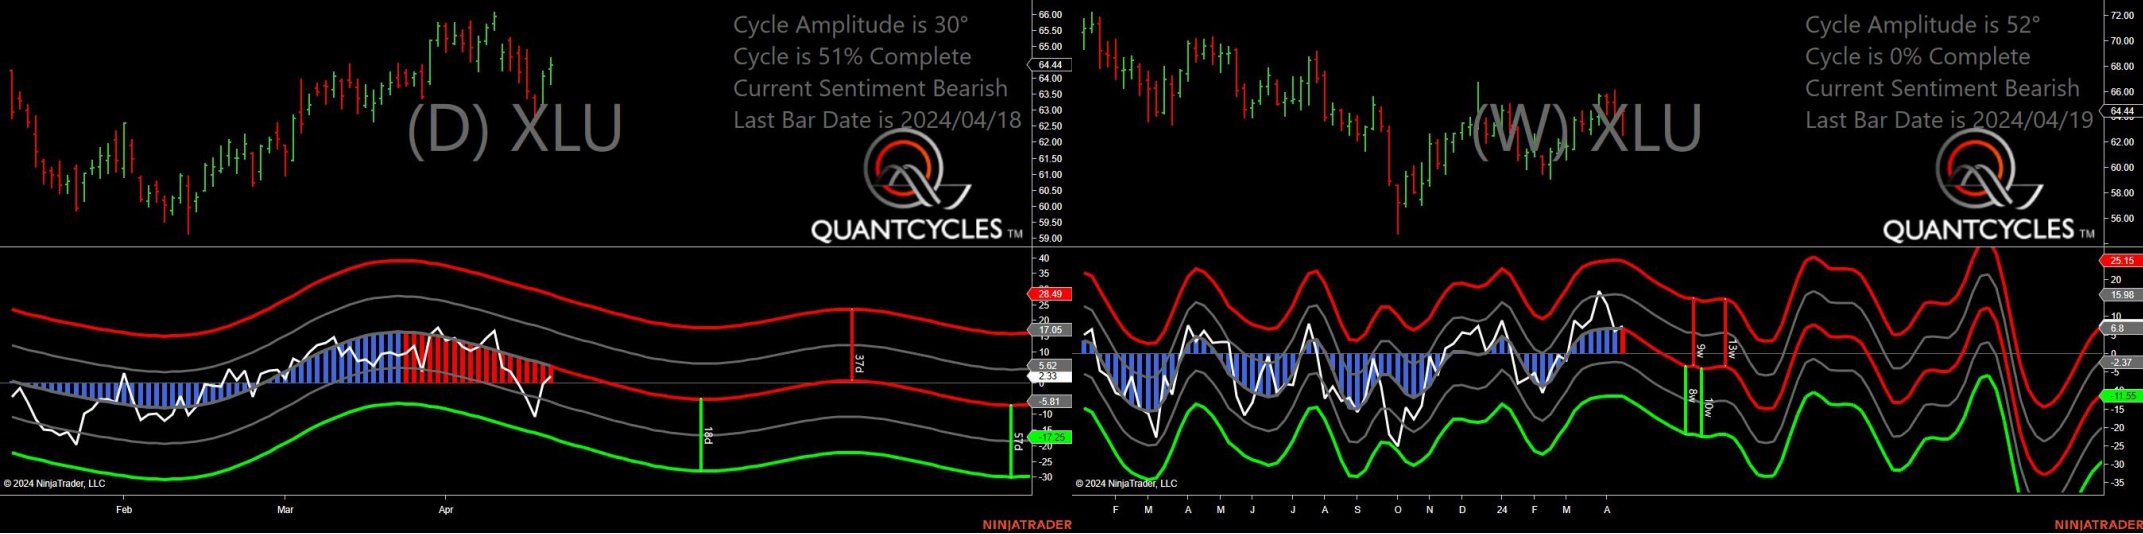 Cycle Amplitude is 30°
Cycle is 51% Complete
Current Sentiment Bearish
Last Bar Date is 2024/04/18
(D) XLU
QUANTCYCLES TM
66.00
65.50
65.00
64.44
64.00
63.50
63.00
62.50
62.00
61.50
61.00
60.50
60.00
59.50
59.00
40
35
28.49
25
20
17.05
15
10
5.62
2.33
-5.81
-10
-15
-17.25
-20
-25
-30
37d
18d
57d
© 2024 NinjaTrader, LLC
Feb Mar Apr
NINJATRADER
Cycle Amplitude is 52°
Cycle is 0% Complete
Current Sentiment Bearish
Last Bar Date is 2024/04/19
(W) XLU
QUANTCYCLES TM
72.00
70.00
68.00
66.00
64.44
62.00
60.00
58.00
56.00
25.15
20
15.98
10
6.8
0
-2.37
-5
-11.55
-15
-20
-25
-30
-35
9w
13w
8w
10w
© 2024 NinjaTrader, LLC
F M A M J J A S O N D 24 F M A
NINJATRADER